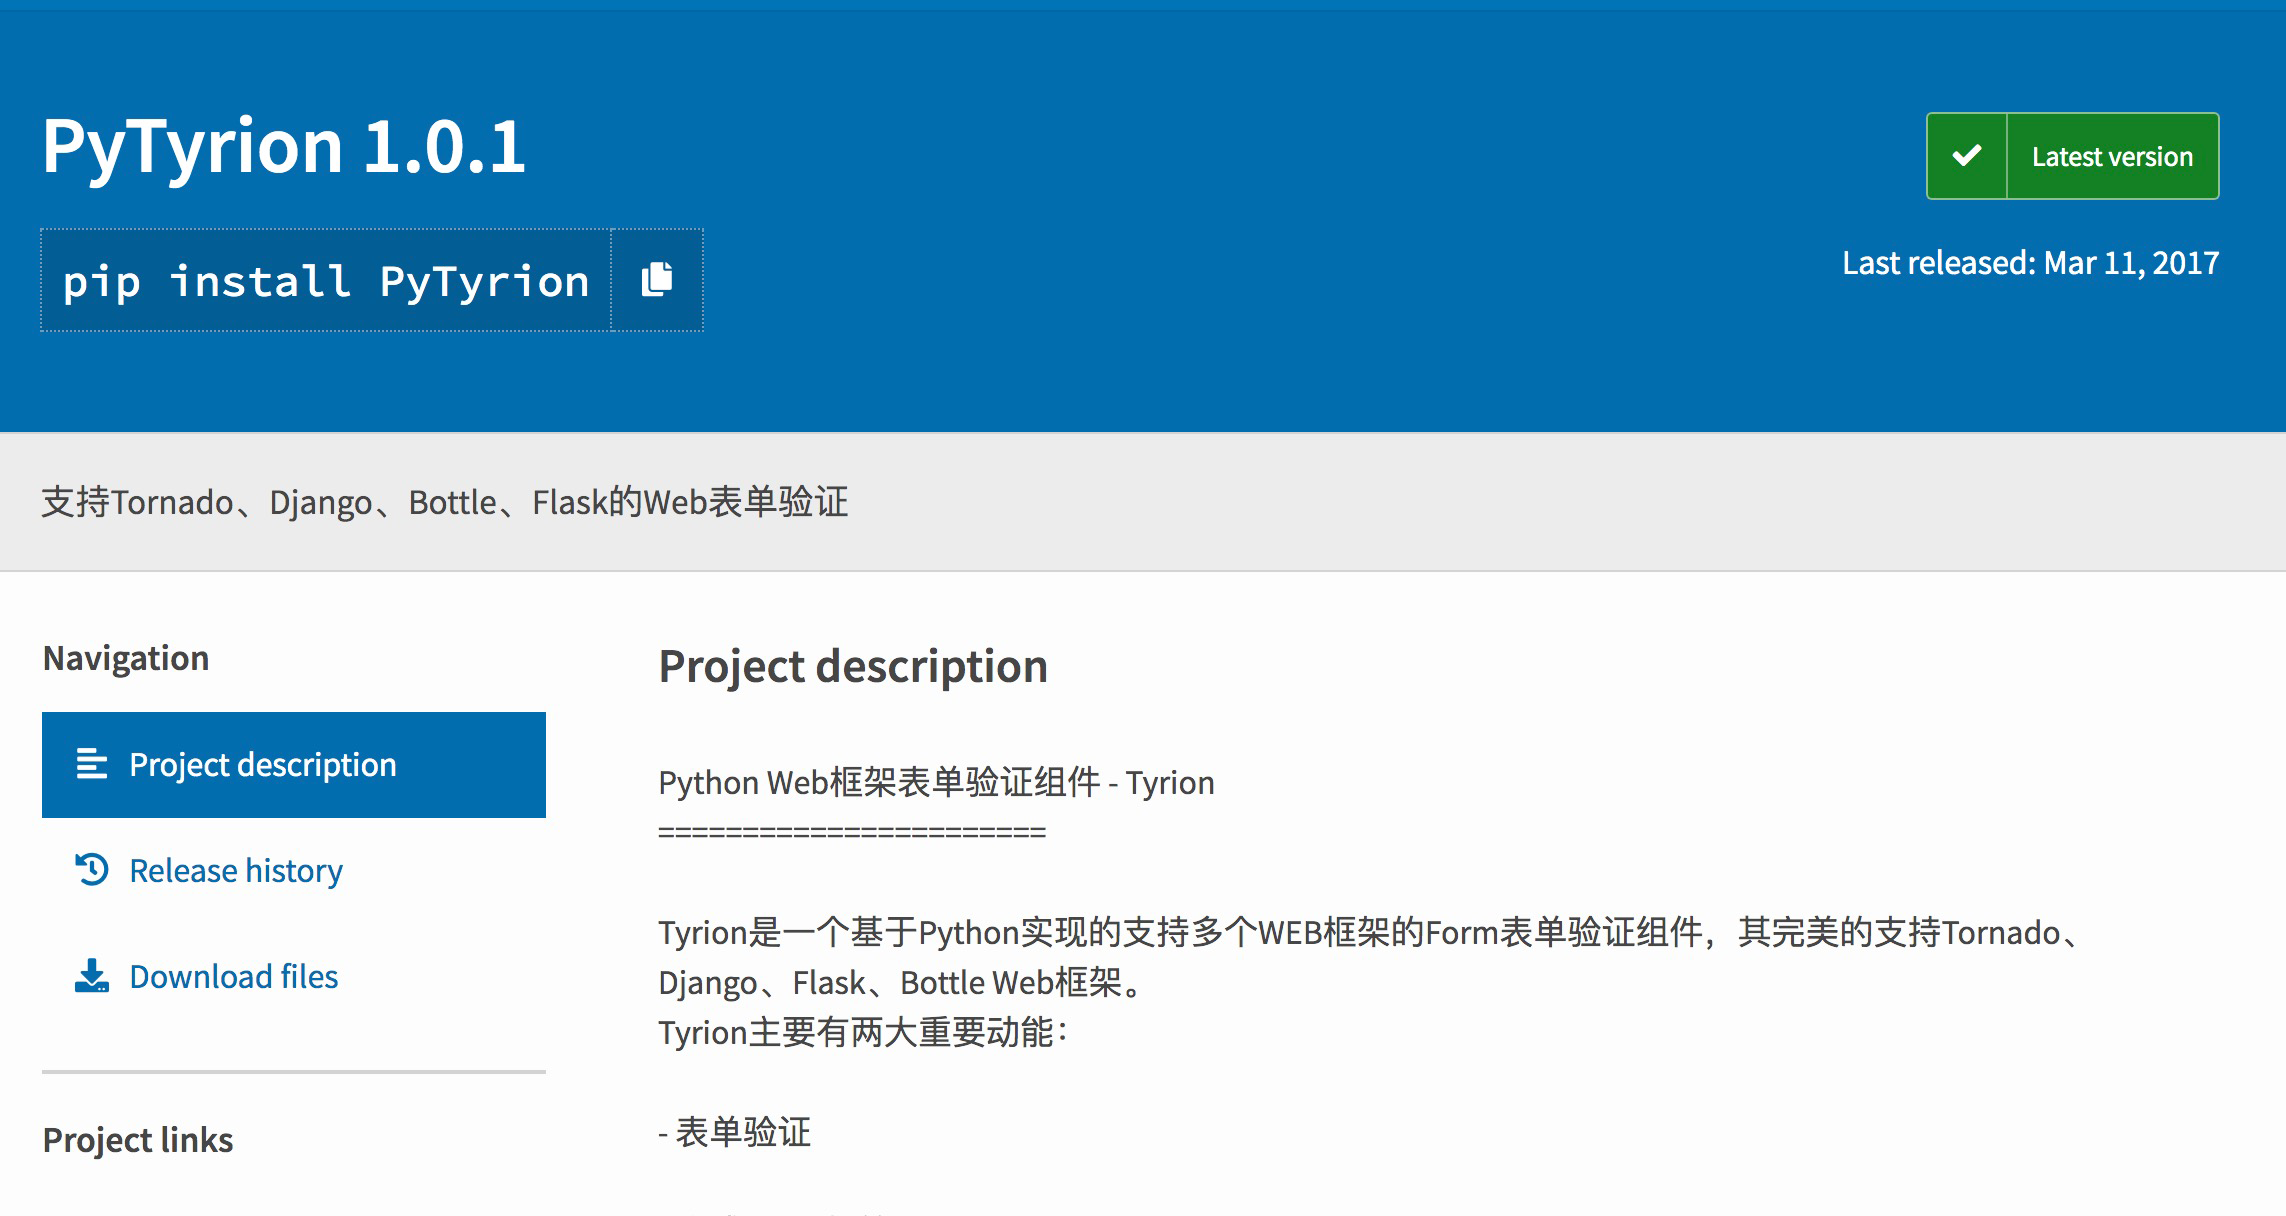 PyTyrion 1.0.1
Latest version
pip install PyTyrion
Last released: Mar 11, 2017
支持Tornado、Django、Bottle、Flask的Web表单验证
Navigation
Project description
Release history
Download files
Project links
Project description
Python Web框架表单验证组件 - Tyrion
=======================
Tyrion是一个基于Python实现的支持多个WEB框架的Form表单验证组件，其完美的支持Tornado、
Django、Flask、Bottle Web框架。
Tyrion主要有两大重要动能：
- 表单验证